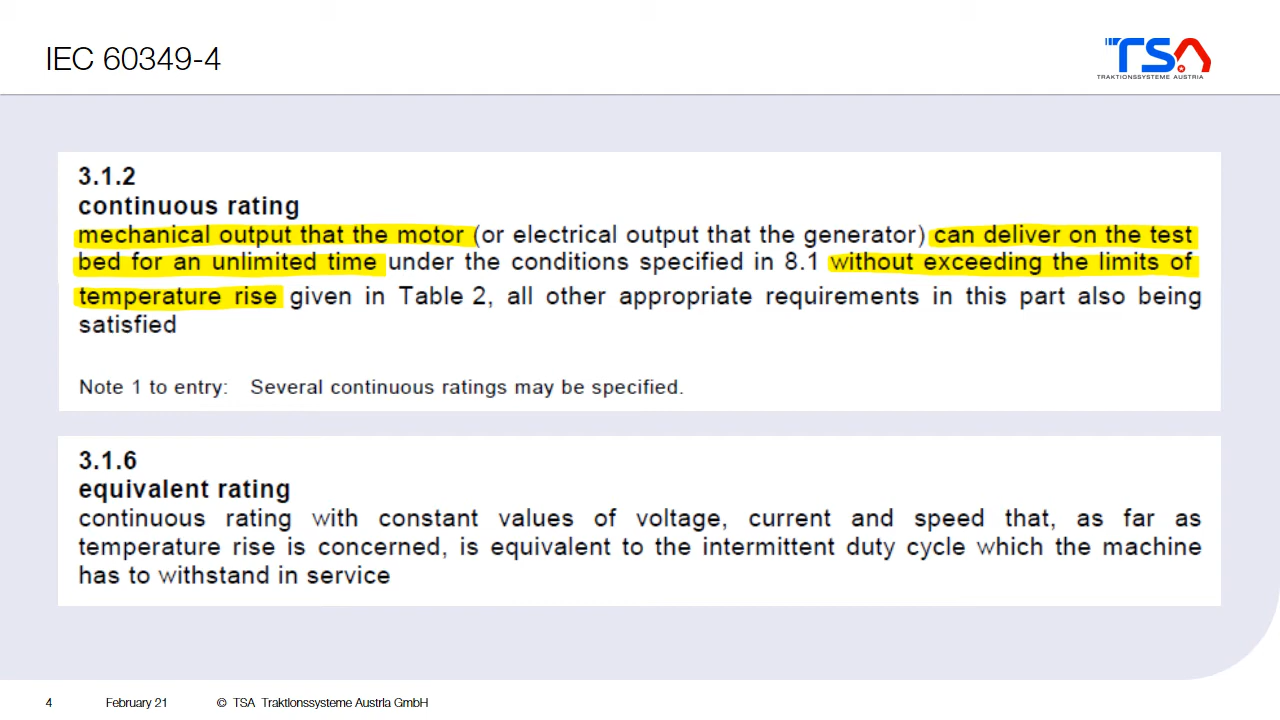 IEC 60349-4
TSA
TRAKTIONSSYSTEME AUSTRIA
3.1.2
continuous rating
mechanical output that the motor (or electrical output that the generator) can deliver on the test
bed for an unlimited time under the conditions specified in 8.1 without exceeding the limits of
temperature rise given in Table 2, all other appropriate requirements in this part also being
satisfied
Note 1 to entry: Several continuous ratings may be specified.
3.1.6
equivalent rating
continuous rating with constant values of voltage, current and speed that, as far as
temperature rise is concerned, is equivalent to the intermittent duty cycle which the machine
has to withstand in service
4 February 21 © TSA Traktionssysteme Austria GmbH